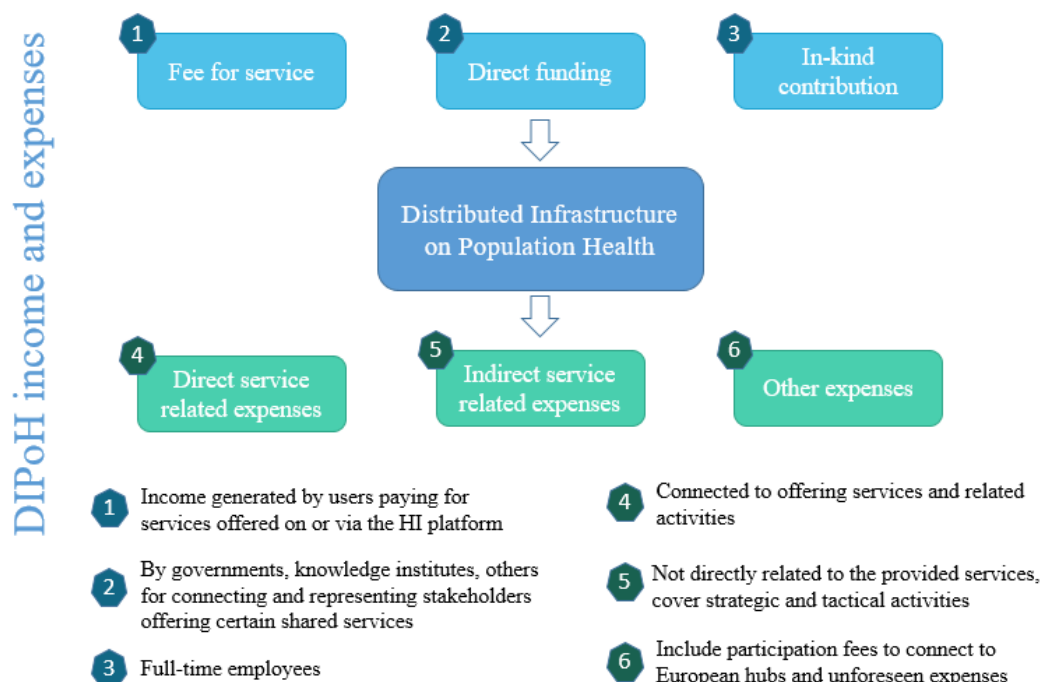 DIPoH income and expenses
1
Fee for service
2
Direct funding
3
In-kind
contribution
Distributed Infrastructure
on Population Health
4
Direct service
related expenses
5
Indirect service
related expenses
6
Other expenses
1
Income generated by users paying for
services offered on or via the HI platform
2
By governments, knowledge institutes, others
for connecting and representing stakeholders
offering certain shared services
3
Full-time employees
4
Connected to offering services and related
activities
5
Not directly related to the provided services,
cover strategic and tactical activities
6
Include participation fees to connect to
European hubs and unforeseen expenses